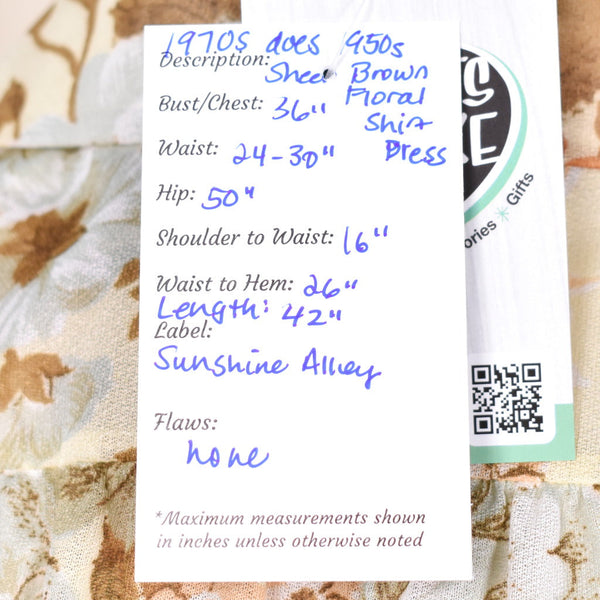 1970s does 1950s
Description: Sheer Brown
Bust/Chest: 36" Floral
Shirt
Waist: 24-30" Dress
Hip: 50"
Shoulder to Waist: 16"
Waist to Hem: 26"
Length: 42"
Label:
Sunshine Alley
Flaws:
none
*Maximum measurements shown
in inches unless otherwise noted
Gifts